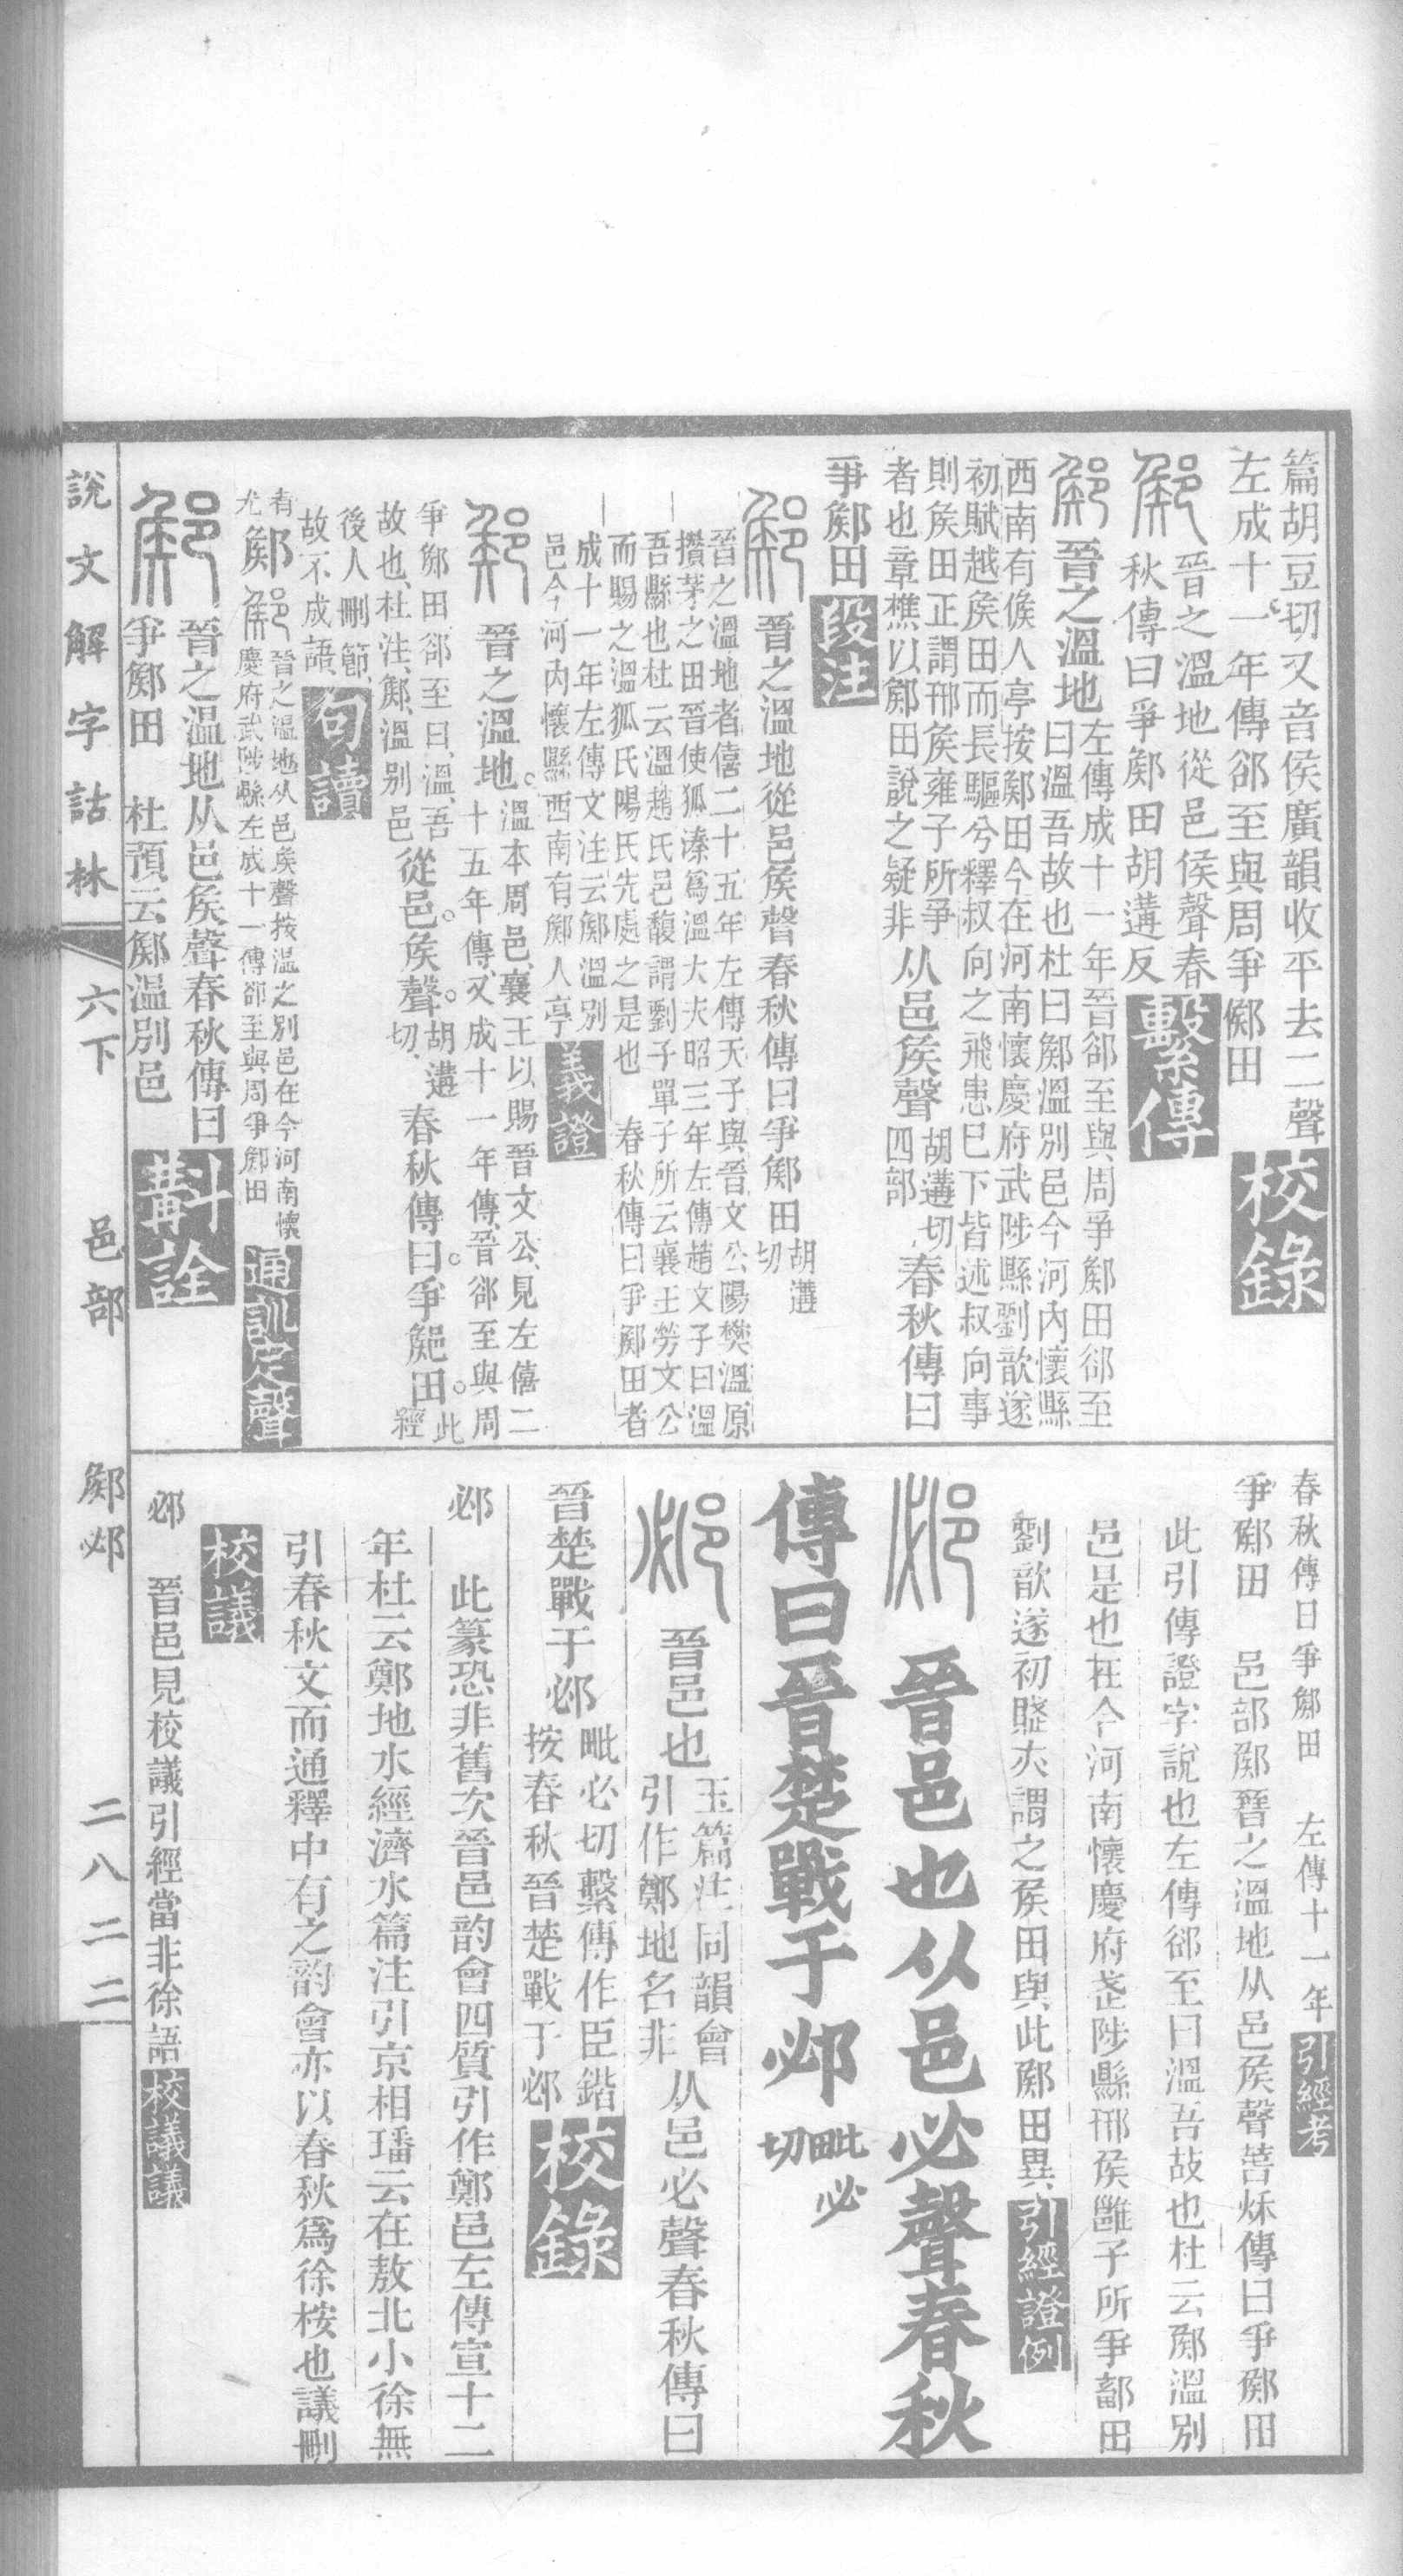 篇胡豆切又音侯廣韻收平去二聲
左成十一年傳郤至與周爭鄇田
校錄
晉之溫地從邑侯聲春
秋傳曰爭鄇田胡遘反
繫傳
晉之溫地
左傳成十一年晉郤至與周爭鄇田郤至
曰溫吾故也杜曰鄇溫別邑今河內懷縣
西南有鄇人亭按鄇田今在河南懷慶府武陟縣劉歆遂
初賦越矦田而長驅兮釋叔向之飛患巳下皆述叔向事
則矦田正謂邢矦雍子所爭
者也章樵以鄇田說之疑非
从邑矦聲
胡遘切
四部
春秋傳曰
爭鄇田
段注
晉之溫地從邑矦聲春秋傳曰爭鄇田
胡遘
切
晉之溫地者僖二十五年左傳天子與晉文公陽樊溫原
攢茅之田晉使狐溱爲溫大夫昭三年左傳趙文子曰溫
吾縣也杜云溫趙氏邑馥謂劉子單子所云襄王勞文公
而賜之溫狐氏陽氏先處之是也 春秋傳曰爭鄇田者
成十一年左傳文注云鄇溫別
邑今河內懷縣西南有鄇人亭
義證
晉之溫地。
溫本周邑、襄王以賜晉文公、見左僖二
十五年傳、又成十一年傳、晉郤至與周
爭鄇田郤至曰、溫、吾
故也、杜注、鄇、溫別邑
從邑。矦聲。
胡遘
切、
春秋傳曰。爭鄇田。
此
經
後人刪節、
故不成語、
句讀
有
尤
鄇
晉之溫地从邑矦聲按溫之別邑在今河南懷
慶府武陟縣左成十一傳郤至與周爭鄇田
通訓定聲
晉之温地从邑矦聲春秋傳曰
爭鄇田 杜預云鄇温別邑
斠詮
春秋傳曰爭鄇田 左傳十一年
引經考
爭鄇田 邑部鄇晉之溫地从邑矦聲萅秌傳曰爭鄇田
此引傳證字說也左傳郤至曰溫吾故也杜云鄇溫別
邑是也在今河南懷慶府武陟縣邢矦雝子所爭鄐田
劉歆遂初賦亦謂之矦田與此鄇田異
引經證例
晉邑也从邑必聲春秋
傳曰晉楚戰于邲
毗必
切
晉邑也
玉篇注同韻會
引作鄭地名非
从邑必聲春秋傳曰
晉楚戰于邲
毗必切繫傳作臣鍇
按春秋晉楚戰于邲
校錄
邲 此篆恐非舊次晉邑韵會四質引作鄭邑左傳宣十二
年杜云鄭地水經濟水篇注引京相璠云在敖北小徐無
引春秋文而通釋中有之韵會亦以春秋爲徐桉也議刪
校議
邲 晉邑見校議引經當非徐語
校議議
說文解字詁林
六下 邑部 鄇邲 二八二二